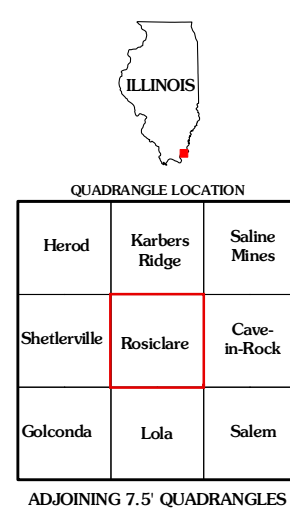 ILLINOIS
QUADRANGLE LOCATION
Herod
Karbers
Ridge
Saline
Mines
Shetlerville
Rosiclare
Cave-
in-Rock
Golconda
Lola
Salem
ADJOINING 7.5' QUADRANGLES